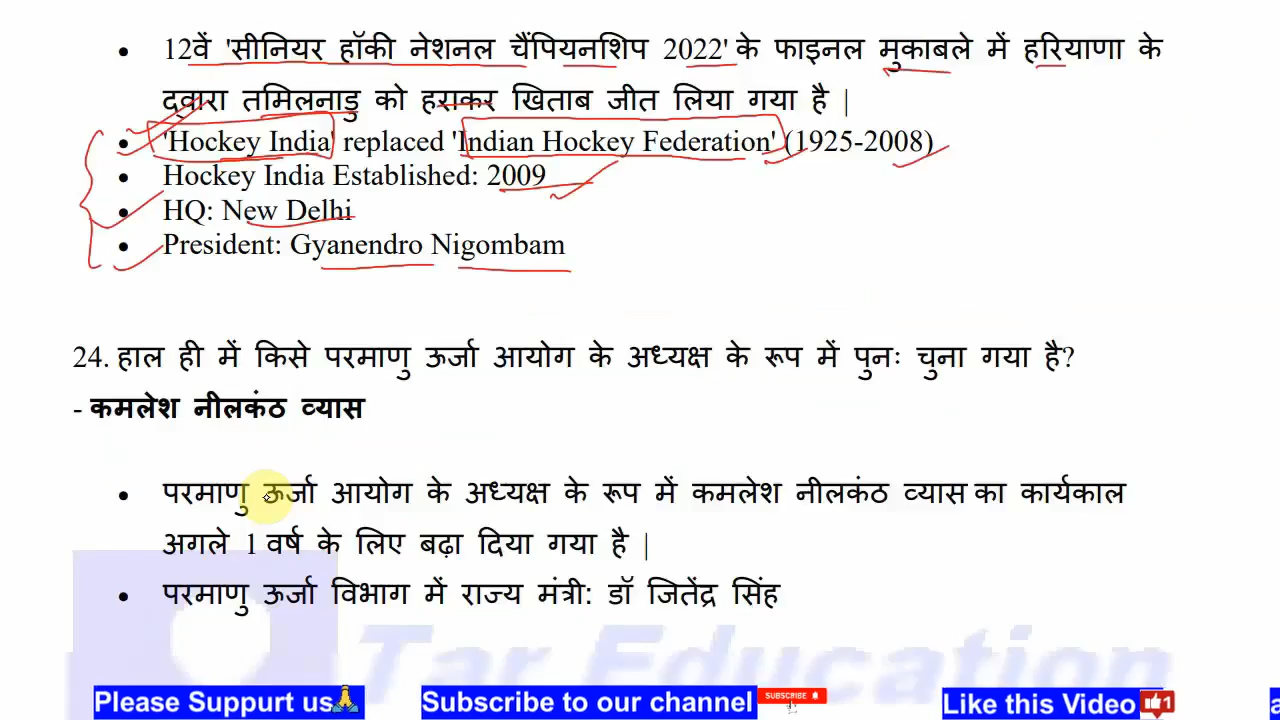 12वें 'सीनियर हॉकी नेशनल चैंपियनशिप 2022' के फाइनल मुकाबले में हरियाणा के
द्वारा तमिलनाडु को हराकर खिताब जीत लिया गया है |
'Hockey India' replaced 'Indian Hockey Federation' (1925-2008)
Hockey India Established: 2009
HQ: New Delhi
President: Gyanendro Nigombam
24. हाल ही में किसे परमाणु ऊर्जा आयोग के अध्यक्ष के रूप में पुनः चुना गया है?
- कमलेश नीलकंठ व्यास
परमाणु ऊर्जा आयोग के अध्यक्ष के रूप में कमलेश नीलकंठ व्यास का कार्यकाल
अगले 1 वर्ष के लिए बढ़ा दिया गया है |
परमाणु ऊर्जा विभाग में राज्य मंत्री: डॉ जितेंद्र सिंह
Tar Education
Please Suppurt us Subscribe to our channel SUBSCRIBE Like this Video 1 a